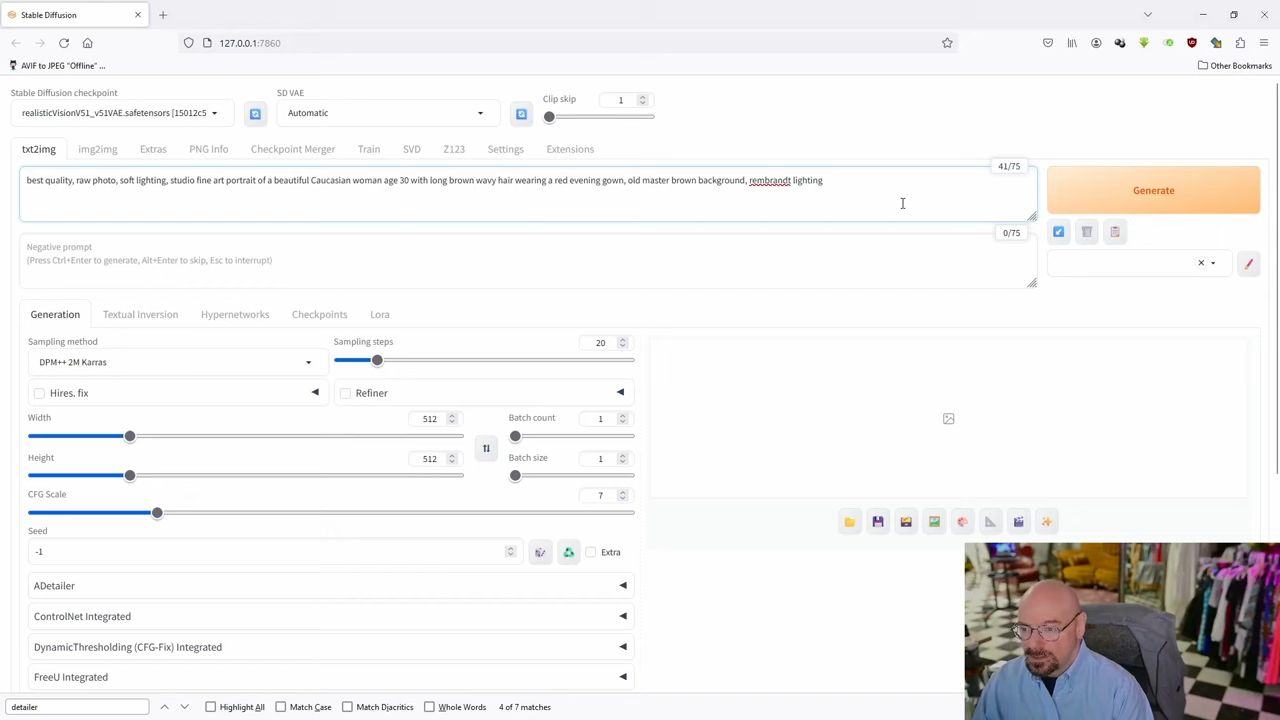 Stable Diffusion
127.0.0.1:7860
AVIF to JPEG "Offline" ...
Other Bookmarks
Stable Diffusion checkpoint
SD VAE
Clip skip
1
realisticVisionV51_v51VAE.safetensors [15012c5
Automatic
txt2img
img2img
Extras
PNG Info
Checkpoint Merger
Train
SVD
Z123
Settings
Extensions
41/75
best quality, raw photo, soft lighting, studio fine art portrait of a beautiful Caucasian woman age 30 with long brown wavy hair wearing a red evening gown, old master brown background, rembrandt lighting
Generate
0/75
Negative prompt
(Press Ctrl+Enter to generate, Alt+Enter to skip, Esc to interrupt)
Generation
Textual Inversion
Hypernetworks
Checkpoints
Lora
Sampling method
Sampling steps
20
DPM++ 2M Karras
Hires. fix
Refiner
Width
512
Batch count
1
Height
512
Batch size
1
CFG Scale
7
Seed
-1
Extra
ADetailer
ControlNet Integrated
DynamicThresholding (CFG-Fix) Integrated
FreeU Integrated
detailer
Highlight All
Match Case
Match Diacritics
Whole Words
4 of 7 matches